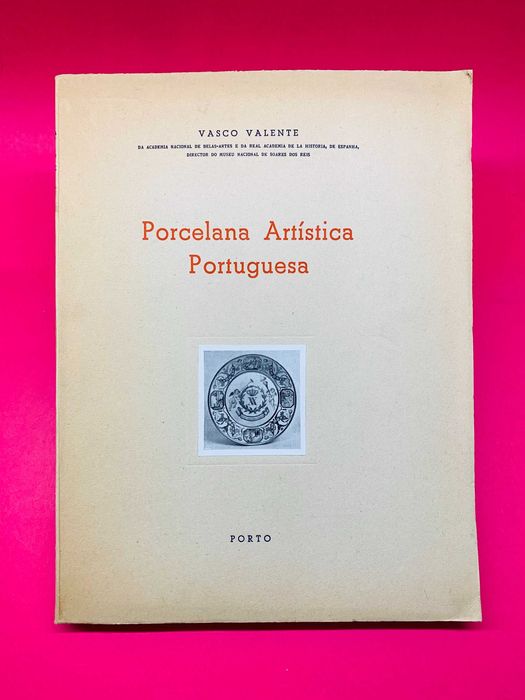 VASCO VALENTE
DA ACADEMIA NACIONAL DE BELAS-ARTES E DA REAL ACADEMIA DE LA HISTORIA, DE ESPANHA,
DIRECTOR DO MUSEU NACIONAL DE SOARES DOS REIS
Porcelana Artística
Portuguesa
PORTO